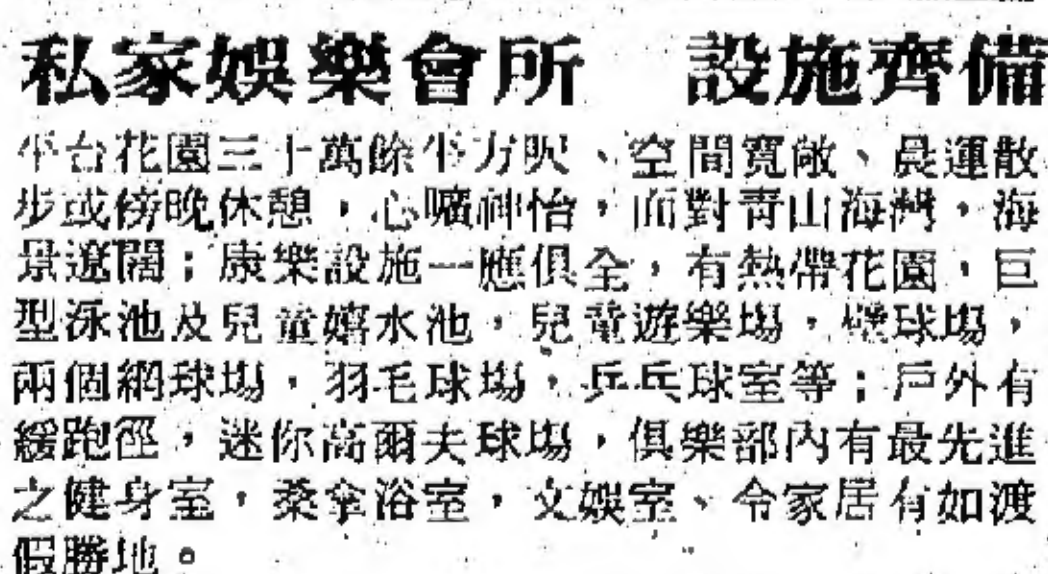 私家娛樂會所　設施齊備
平台花園三十萬餘平方呎、空間寬敞、晨運散
步或傍晚休憩，心曠神怡，面對青山海灣，海
景遼闊；康樂設施一應俱全，有熱帶花園，巨
型泳池及兒童嬉水池，兒童遊樂場，壁球場，
兩個網球場，羽毛球場，乒乓球室等；戶外有
緩跑徑，迷你高爾夫球場，俱樂部內有最先進
之健身室，桑拿浴室，文娛室、令家居有如渡
假勝地。